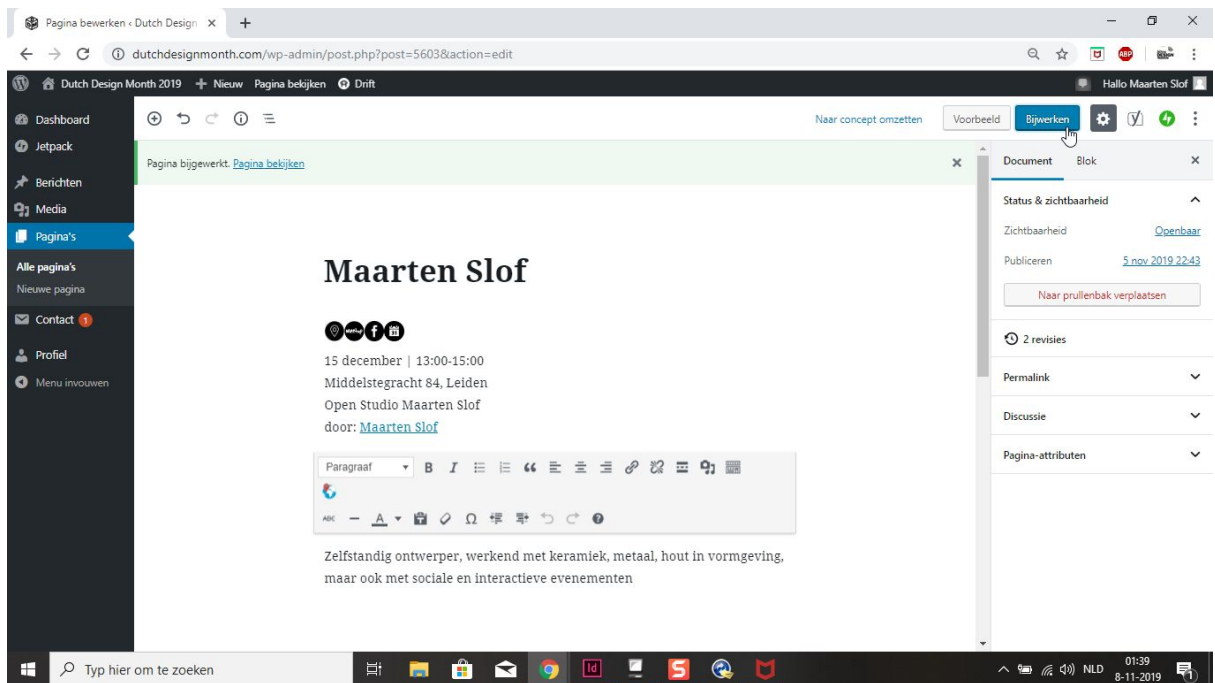 Pagina bewerken ‹ Dutch Design
dutchdesignmonth.com/wp-admin/post.php?post=5603&action=edit
ABP
Dutch Design Month 2019 Nieuw Pagina bekijken Drift Hallo Maarten Slof
Dashboard
Jetpack
Berichten
Media
Pagina's
Alle pagina's
Nieuwe pagina
Contact 1
Profiel
Menu invouwen
Naar concept omzetten Voorbeeld Bijwerken
Pagina bijgewerkt. Pagina bekijken
Maarten Slof
15 december | 13:00-15:00
Middelstegracht 84, Leiden
Open Studio Maarten Slof
door: Maarten Slof
Paragraaf B I
ABC A Ω
Zelfstandig ontwerper, werkend met keramiek, metaal, hout in vormgeving,
maar ook met sociale en interactieve evenementen
Document Blok
Status & zichtbaarheid
Zichtbaarheid Openbaar
Publiceren 5 nov 2019 22:43
Naar prullenbak verplaatsen
2 revisies
Permalink
Discussie
Pagina-attributen
Typ hier om te zoeken
Id
S
NLD
01:39
8-11-2019